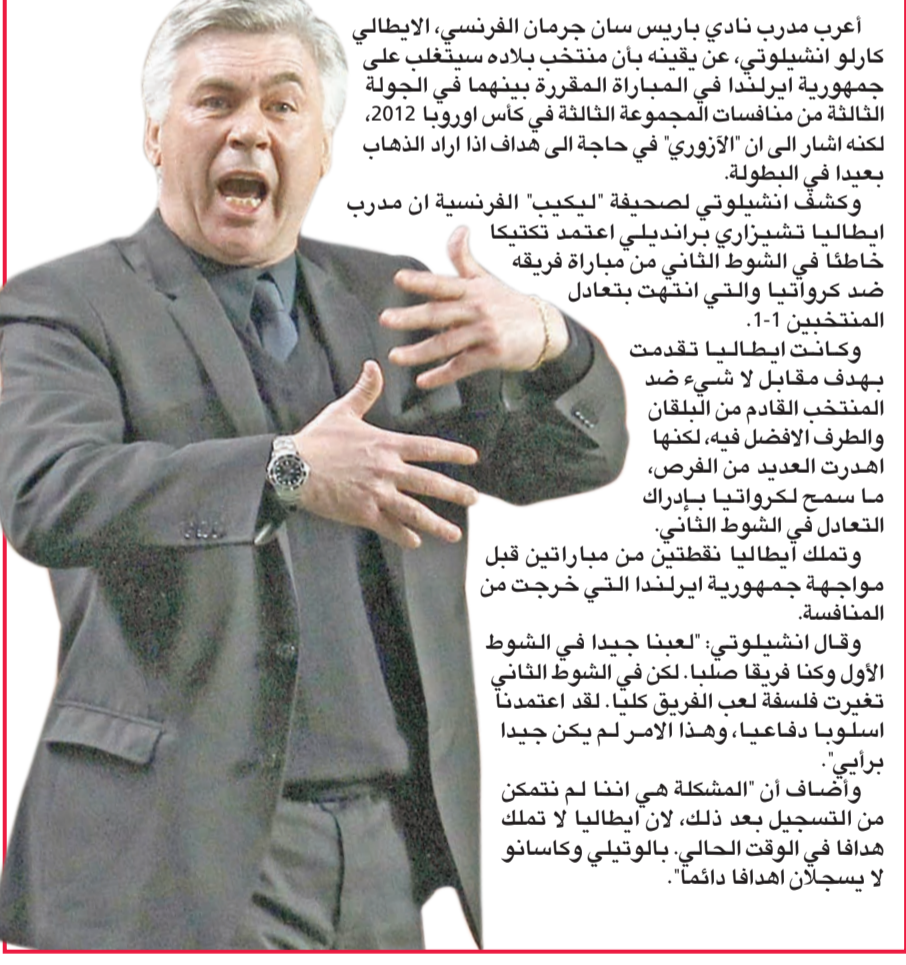 أعرب مدرب نادي باريس سان جرمان الفرنسي، الايطالي
كارلو انشيلوتي، عن يقينه بأن منتخب بلاده سيتغلب على
جمهورية ايرلندا في المباراة المقررة بينهما في الجولة
الثالثة من منافسات المجموعة الثالثة في كأس اوروبا 2012،
لكنه اشار الى ان "الآزوري" في حاجة الى هداف اذا اراد الذهاب
بعيدا في البطولة.
وكشف انشيلوتي لصحيفة "ليكيب" الفرنسية ان مدرب
ايطاليا تشيزاري برانديلي اعتمد تكتيكا
خاطئا في الشوط الثاني من مباراة فريقه
ضد كرواتيا والتي انتهت بتعادل
المنتخبين 1-1.
وكانت ايطاليا تقدمت
بهدف مقابل لا شيء ضد
المنتخب القادم من البلقان
والطرف الافضل فيه، لكنها
اهدرت العديد من الفرص،
ما سمح لكرواتيا بإدراك
التعادل في الشوط الثاني.
وتملك ايطاليا نقطتين من مباراتين قبل
مواجهة جمهورية ايرلندا التي خرجت من
المنافسة.
وقال انشيلوتي: "لعبنا جيدا في الشوط
الأول وكنا فريقا صلبا. لكن في الشوط الثاني
تغيرت فلسفة لعب الفريق كليا. لقد اعتمدنا
اسلوبا دفاعيا، وهذا الامر لم يكن جيدا
برأيي".
وأضاف أن "المشكلة هي اننا لم نتمكن
من التسجيل بعد ذلك، لان ايطاليا لا تملك
هدافا في الوقت الحالي. بالوتيلي وكاسانو
لا يسجلان اهدافا دائما".